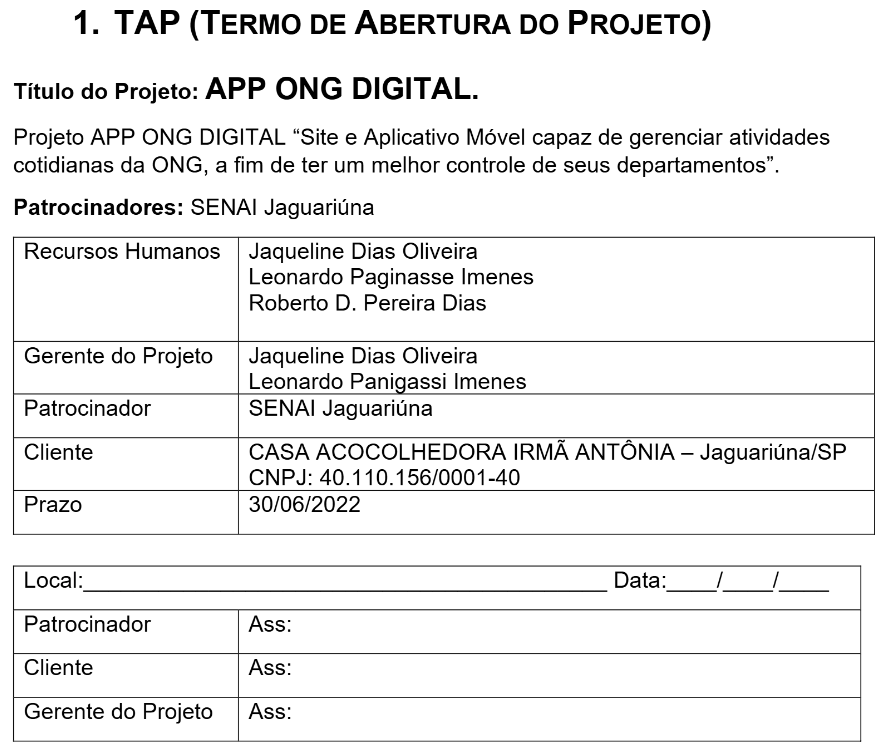 1. TAP (TERMO DE ABERTURA DO PROJETO)
Título do Projeto: APP ONG DIGITAL.
Projeto APP ONG DIGITAL “Site e Aplicativo Móvel capaz de gerenciar atividades
cotidianas da ONG, a fim de ter um melhor controle de seus departamentos”.
Patrocinadores: SENAI Jaguariúna
Recursos Humanos Jaqueline Dias Oliveira
Leonardo Paginasse Imenes
Roberto D. Pereira Dias
Gerente do Projeto Jaqueline Dias Oliveira
Leonardo Panigassi Imenes
Patrocinador SENAI Jaguariúna
Cliente CASA ACOCOLHEDORA IRMÃ ANTÔNIA – Jaguariúna/SP
CNPJ: 40.110.156/0001-40
Prazo 30/06/2022
Local:____________________________________________ Data:____/____/____
Patrocinador Ass:
Cliente Ass:
Gerente do Projeto Ass: